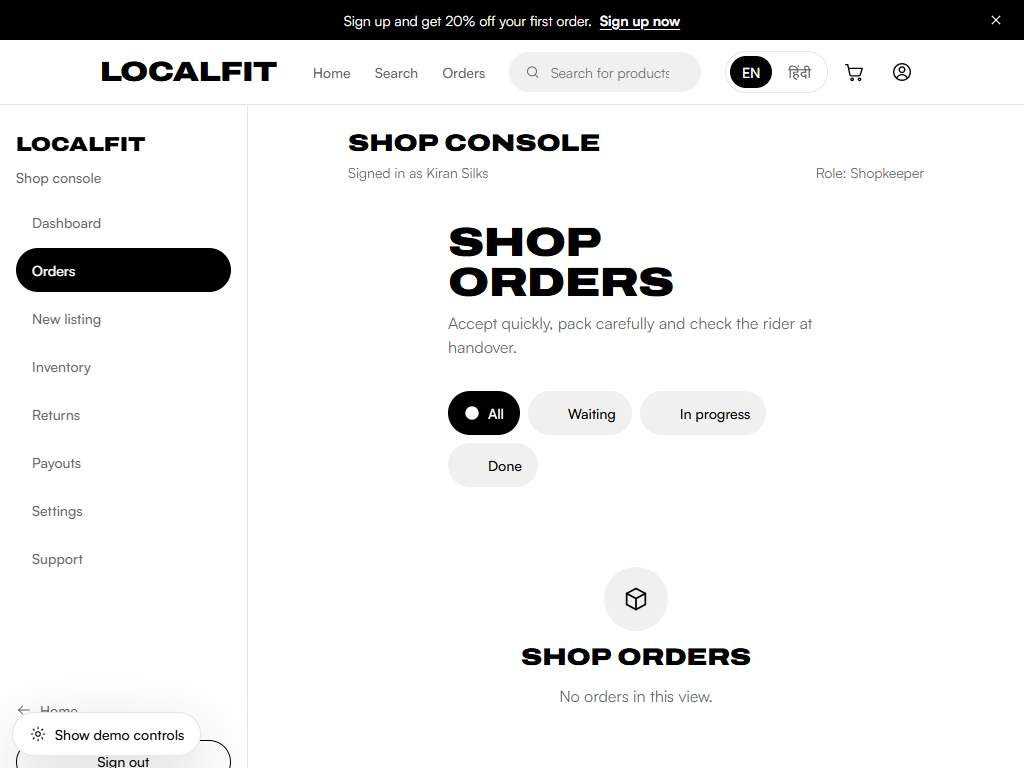 Sign up and get 20% off your first order. Sign up now
LOCALFIT
Home
Search
Orders
Search for products
EN
हिंदी
LOCALFIT
Shop console
Dashboard
Orders
New listing
Inventory
Returns
Payouts
Settings
Support
Home
Show demo controls
Sign out
SHOP CONSOLE
Signed in as Kiran Silks
Role: Shopkeeper
SHOP
ORDERS
Accept quickly, pack carefully and check the rider at
handover.
All
Waiting
In progress
Done
SHOP ORDERS
No orders in this view.